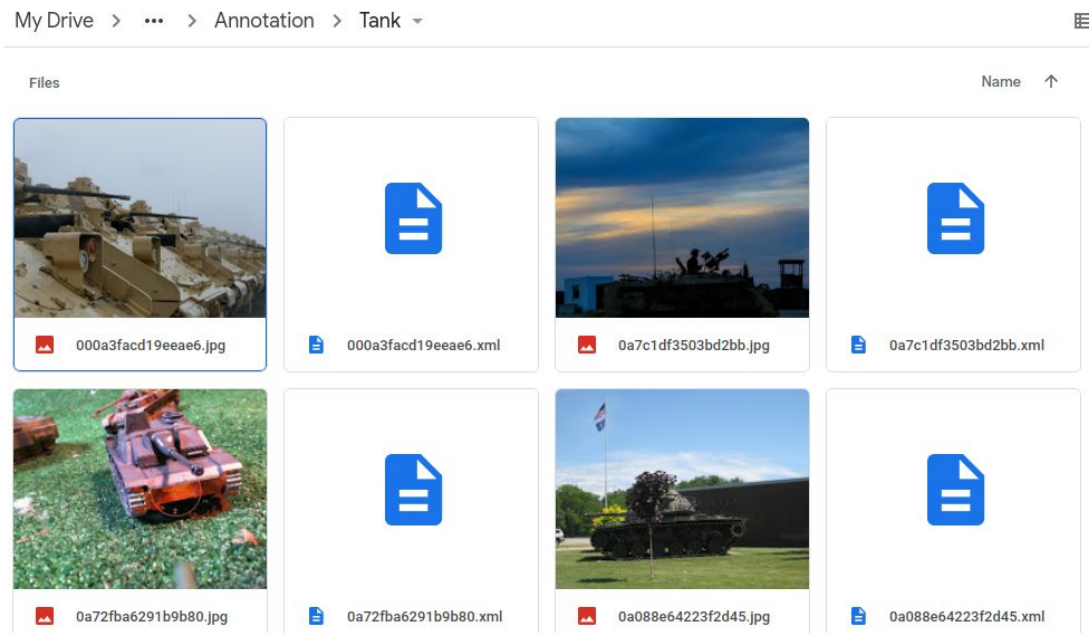 My Drive > ... > Annotation > Tank
Files
Name
000a3facd19eeae6.jpg
000a3facd19eeae6.xml
0a7c1df3503bd2bb.jpg
0a7c1df3503bd2bb.xml
0a72fba6291b9b80.jpg
0a72fba6291b9b80.xml
0a088e64223f2d45.jpg
0a088e64223f2d45.xml